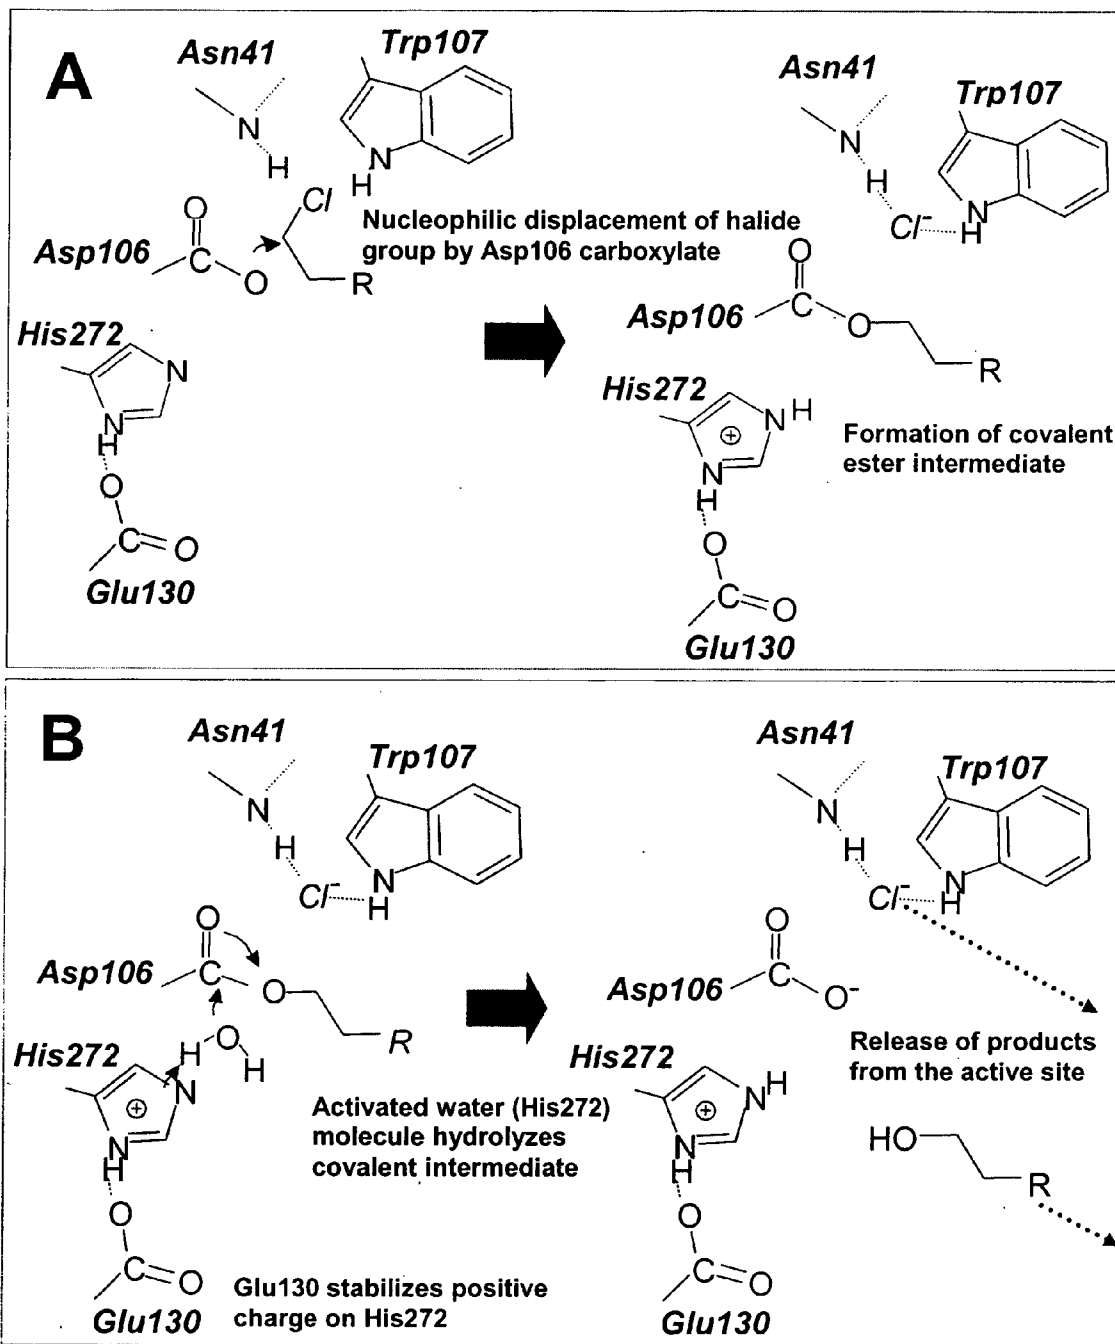 A
Asn41
Trp107
N
H
N
H
Cl
O
C
O
R
Asp106
Nucleophilic displacement of halide
group by Asp106 carboxylate
His272
N
N
H
O
C
O
Glu130
Asn41
Trp107
N
H
N
H
Cl⁻
O
C
O
R
Asp106
His272
N
H
⊕
N
H
O
C
O
Glu130
Formation of covalent
ester intermediate
B
Asn41
Trp107
N
H
N
H
Cl⁻
O
C
O
R
Asp106
H
O
H
His272
N
⊕
N
H
O
C
O
Glu130
Activated water (His272)
molecule hydrolyzes
covalent intermediate
Glu130 stabilizes positive
charge on His272
Asn41
Trp107
N
H
N
H
Cl⁻
O
C
O⁻
Asp106
His272
N
H
⊕
N
H
O
C
O
Glu130
Release of products
from the active site
HO
R